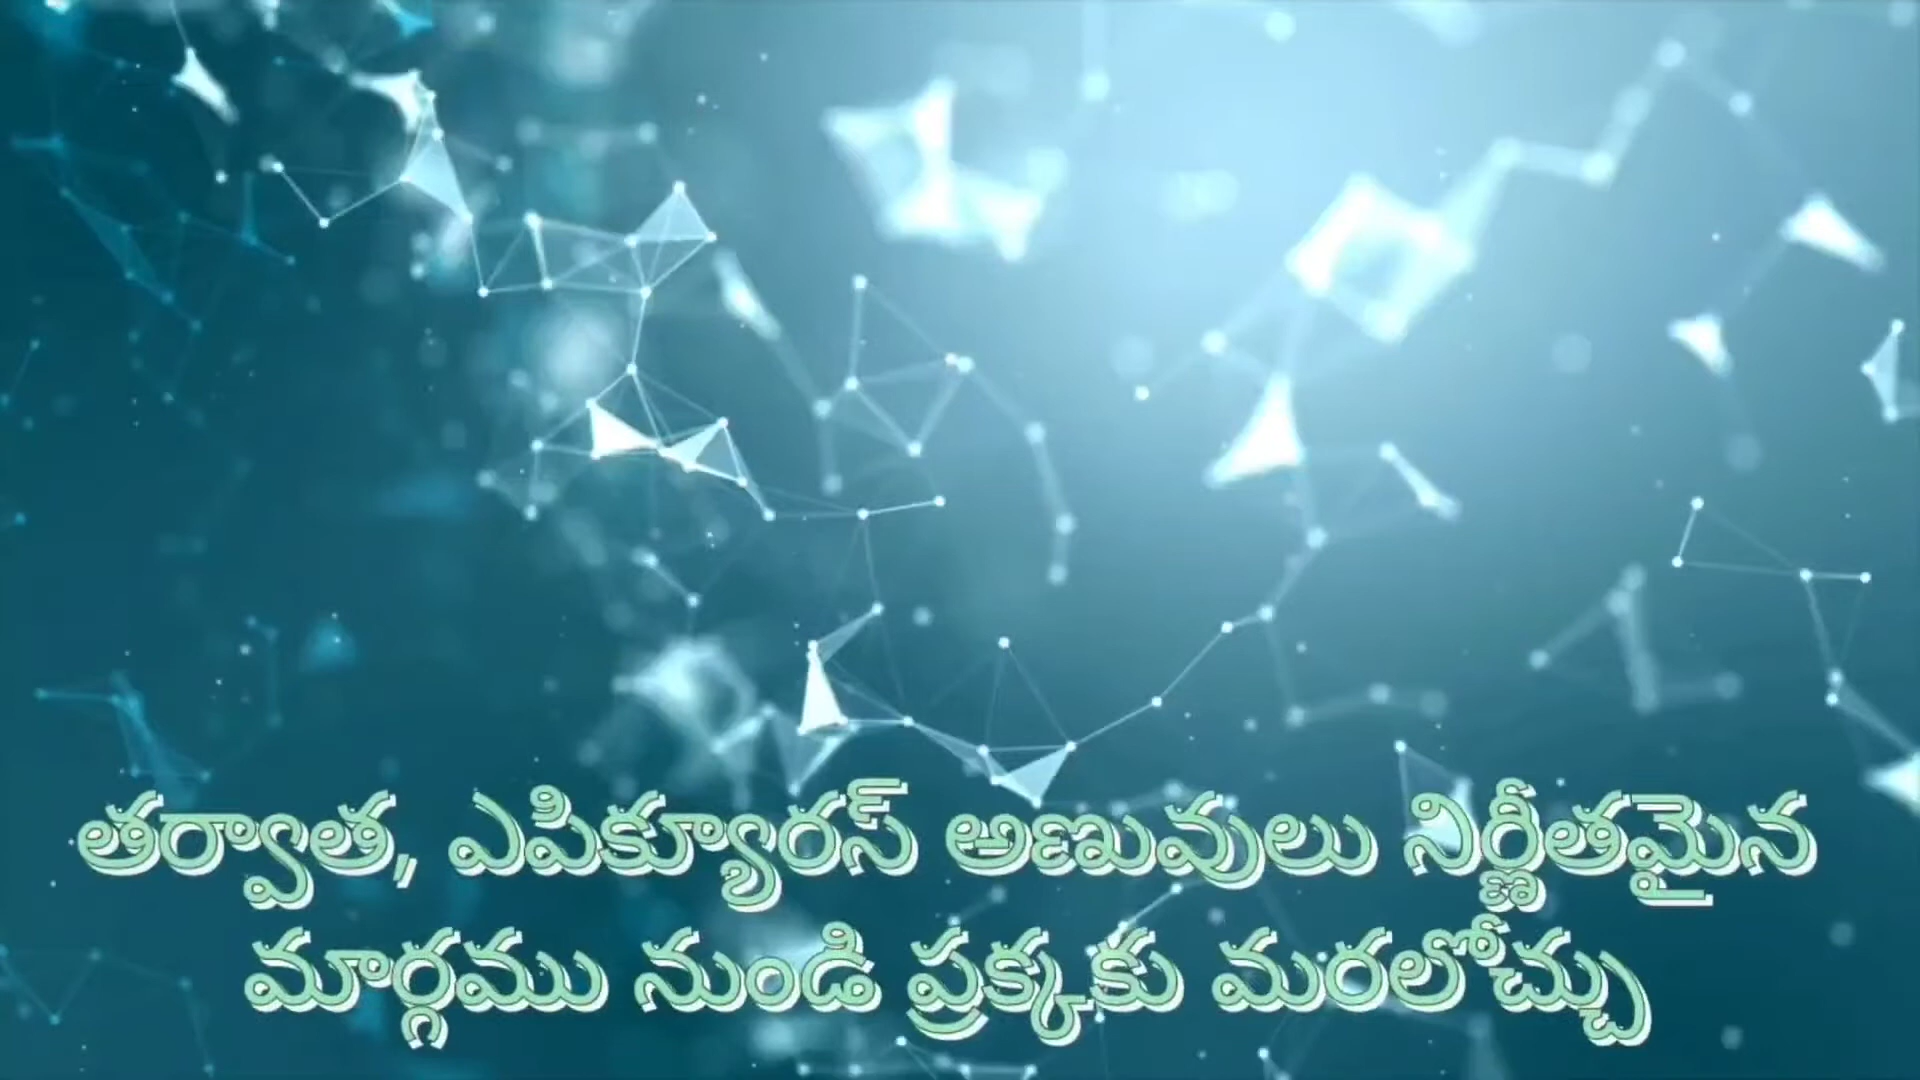 తర్వాత, ఎపిక్యూరస్ అణువులు నిర్ణీతమైన
మార్గము నుండి ప్రక్కకు మరలోచ్చు